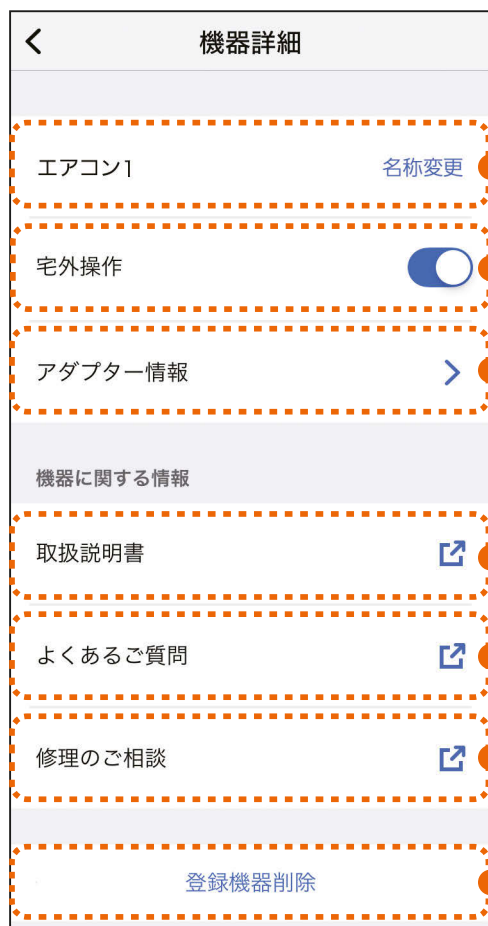 機器詳細
エアコン1 名称変更
宅外操作
アダプター情報
機器に関する情報
取扱説明書
よくあるご質問
修理のご相談
登録機器削除